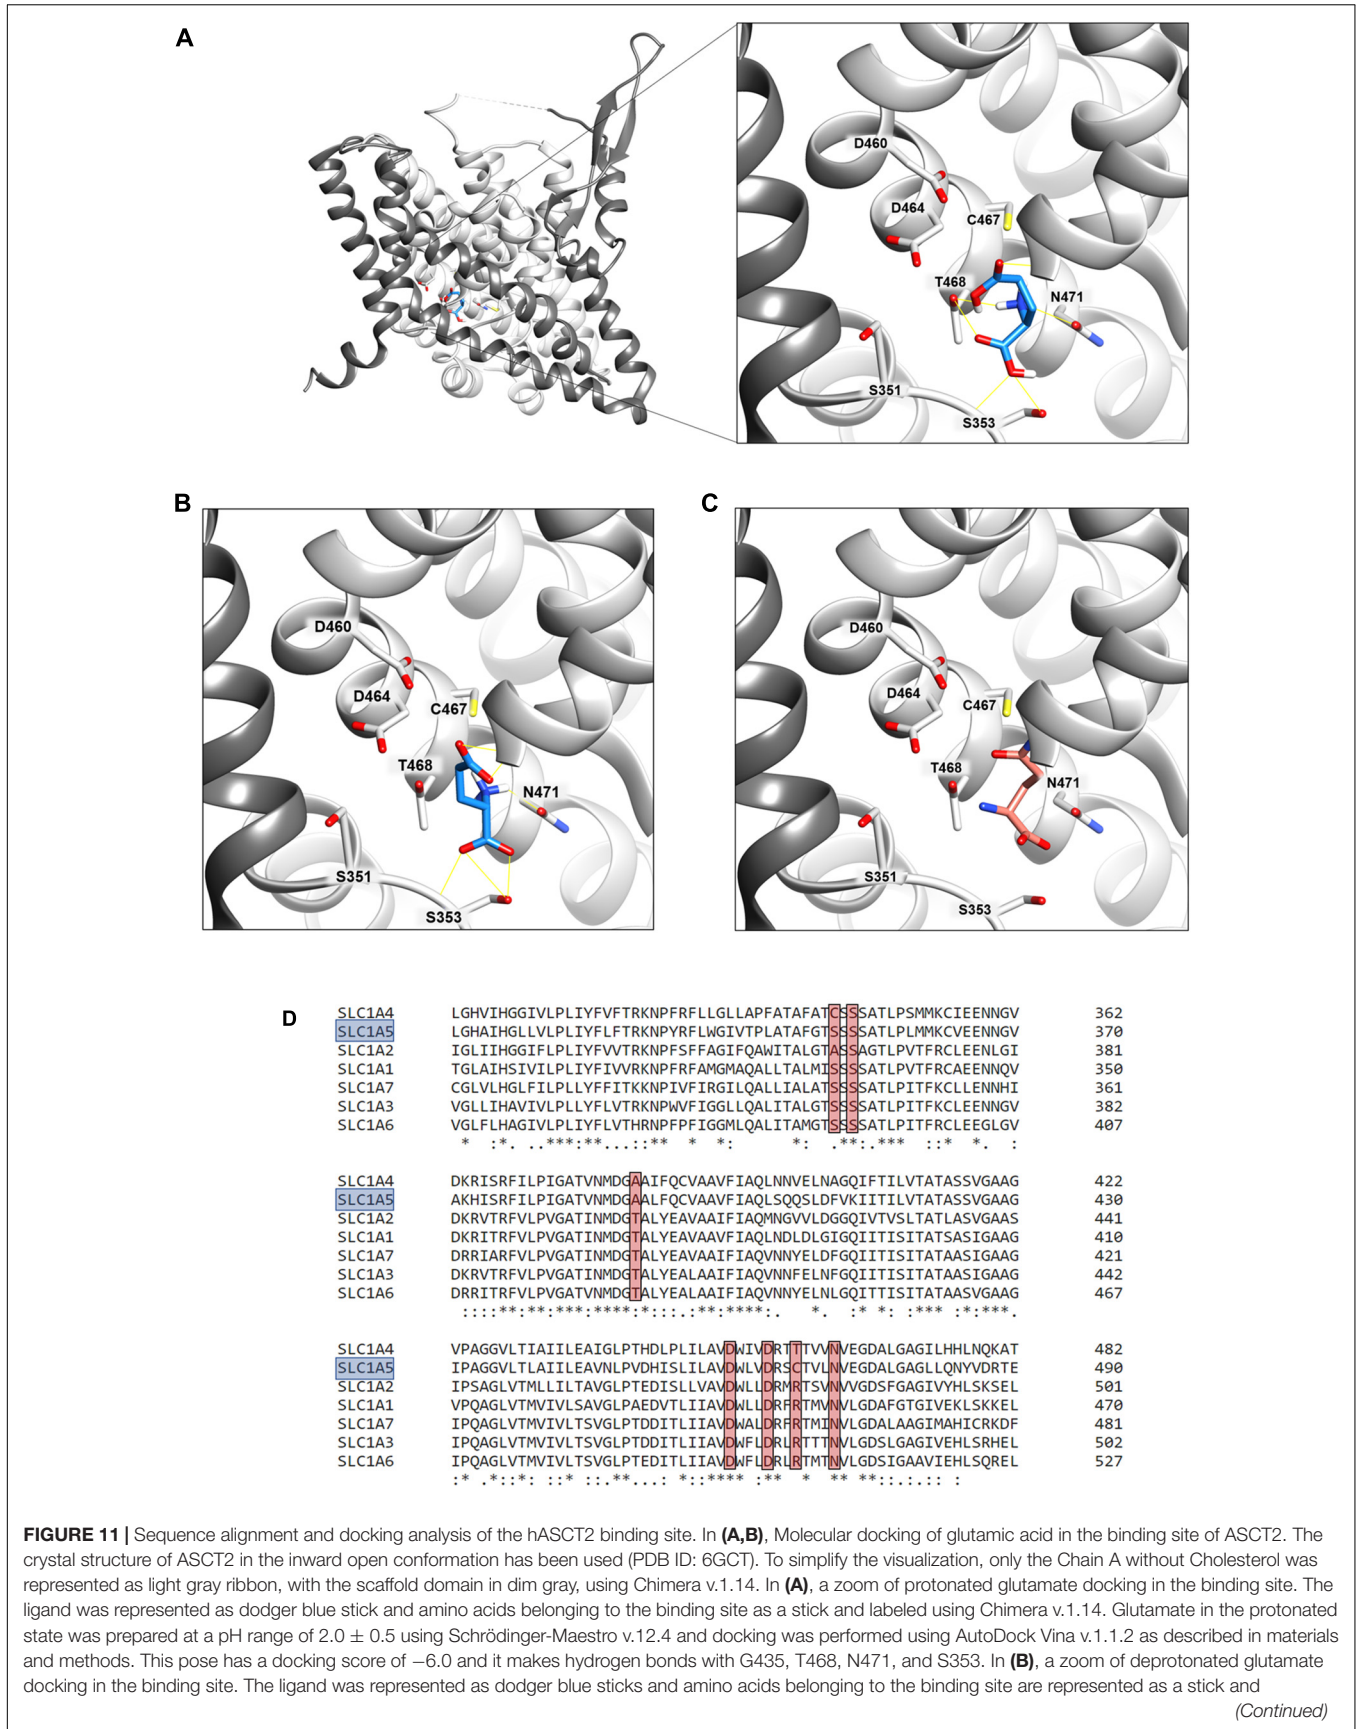 A
D460
D464
C467
T468
N471
S351
S353
B
C
D460
D464
C467
T468
N471
S351
S353
D460
D464
C467
T468
N471
S351
S353
D
SLC1A4 LGHVIHGGIVLPLIYFVFTRKNPFRFLLGLLAPFATAFATCSSSATLPSMMKCIEENNGV 362
SLC1A5 LGHAIHGLLVLPLIYFLFTRKNPYRFLWGIVTPLATAFGTSSSSATLPLMMKCVEENNGV 370
SLC1A2 IGLIIHGGIFLPLIYFVVTRKNPFSFFAGIFQAWITALGTASSAGTLPVTFRCLEENLGI 381
SLC1A1 TGLAIHSIVILPLIYFIVVRKNPFRFAMGMAQALLTALMISSSSATLPVTFRCAEENNQV 350
SLC1A7 CGLVLHGLFILPLLYFFITKKNPIVFIRGILQALLIALATSSSSATLPITFKCLLENNHI 361
SLC1A3 VGLLIHAVIVLPLLYFLVTRKNPWVFIGGLLQALITALGTSSSSATLPITFKCLEENNGV 382
SLC1A6 VGLFLHAGIVLPLIYFLVTHRNPFPFIGGMLQALITAMGTSSSSATLPITFRCLEEGLGV 407
* :*. ..***:**...::** * *: *: .**:.*** ::* *. :
SLC1A4 DKRISRFILPIGATVNMDGAAIFQCVAAVFIAQLNNVELNAGQIFTILVTATASSVGAAG 422
SLC1A5 AKHISRFILPIGATVNMDGAALFQCVAAVFIAQLSQQSLDFVKIITILVTATASSVGAAG 430
SLC1A2 DKRVTRFVLPVGATINMDGTALYEAVAAIFIAQMNGVVLDGGQIVTVSLTATLASVGAAS 441
SLC1A1 DKRITRFVLPVGATINMDGTALYEAVAAVFIAQLNDLDLGIGQIITISITATSASIGAAG 410
SLC1A7 DRRIARFVLPVGATINMDGTALYEAVAAIFIAQVNNYELDFGQIITISITATAASIGAAG 421
SLC1A3 DKRVTRFVLPVGATINMDGTALYEALAAIFIAQVNNFELNFGQIITISITATAASIGAAG 442
SLC1A6 DRRITRFVLPVGATINMDGTALYEALAAIFIAQVNNYELNLGQIITISITATAASVGAAG 467
::::**:**:****:*:::.:**:****:. *. :* *: :*** *:***.
SLC1A4 VPAGGVLTIAIILEAIGLPTHDLPLILAVDWIVDRTTTVVNVEGDALGAGILHHLNQKAT 482
SLC1A5 IPAGGVLTLAIILEAVNLPVDHISLILAVDWLVDRSCTVLNVEGDALGAGLLQNYVDRTE 490
SLC1A2 IPSAGLVTMLLILTAVGLPTEDISLLVAVDWLLDRMRTSVNVVGDSFGAGIVYHLSKSEL 501
SLC1A1 VPQAGLVTMVIVLSAVGLPAEDVTLIIAVDWLLDRFRTMVNVLGDAFGTGIVEKLSKKEL 470
SLC1A7 IPQAGLVTMVIVLTSVGLPTDDITLIIAVDWALDRFRTMINVLGDALAAGIMAHICRKDF 481
SLC1A3 IPQAGLVTMVIVLTSVGLPTDDITLIIAVDWFLDRLRTTTNVLGDSLGAGIVEHLSRHEL 502
SLC1A6 IPQAGLVTMVIVLTSVGLPTEDITLIIAVDWFLDRLRTMTNVLGDSIGAAVIEHLSQREL 527
:* .*::*: ::* ::.**...: *::**** :** * ** **::.:.:: :
FIGURE 11 | Sequence alignment and docking analysis of the hASCT2 binding site. In (A,B), Molecular docking of glutamic acid in the binding site of ASCT2. The
crystal structure of ASCT2 in the inward open conformation has been used (PDB ID: 6GCT). To simplify the visualization, only the Chain A without Cholesterol was
represented as light gray ribbon, with the scaffold domain in dim gray, using Chimera v.1.14. In (A), a zoom of protonated glutamate docking in the binding site. The
ligand was represented as dodger blue stick and amino acids belonging to the binding site as a stick and labeled using Chimera v.1.14. Glutamate in the protonated
state was prepared at a pH range of 2.0 ± 0.5 using Schrödinger-Maestro v.12.4 and docking was performed using AutoDock Vina v.1.1.2 as described in materials
and methods. This pose has a docking score of −6.0 and it makes hydrogen bonds with G435, T468, N471, and S353. In (B), a zoom of deprotonated glutamate
docking in the binding site. The ligand was represented as dodger blue sticks and amino acids belonging to the binding site are represented as a stick and
(Continued)